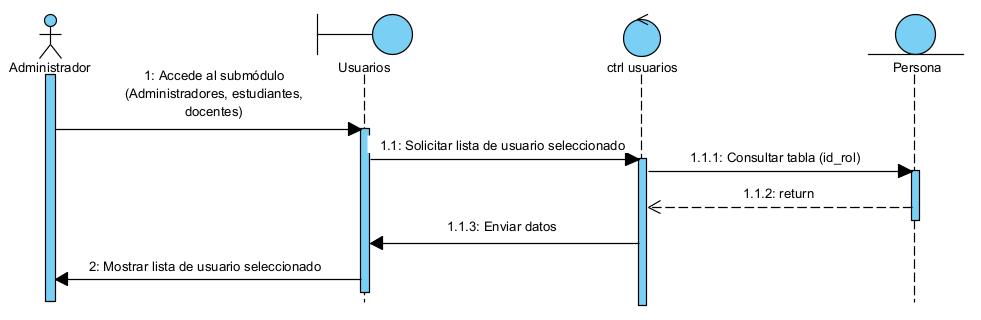 Administrador
Usuarios
ctrl usuarios
Persona
1: Accede al submódulo
(Administradores, estudiantes,
docentes)
1.1: Solicitar lista de usuario seleccionado
1.1.1: Consultar tabla (id_rol)
1.1.2: return
1.1.3: Enviar datos
2: Mostrar lista de usuario seleccionado